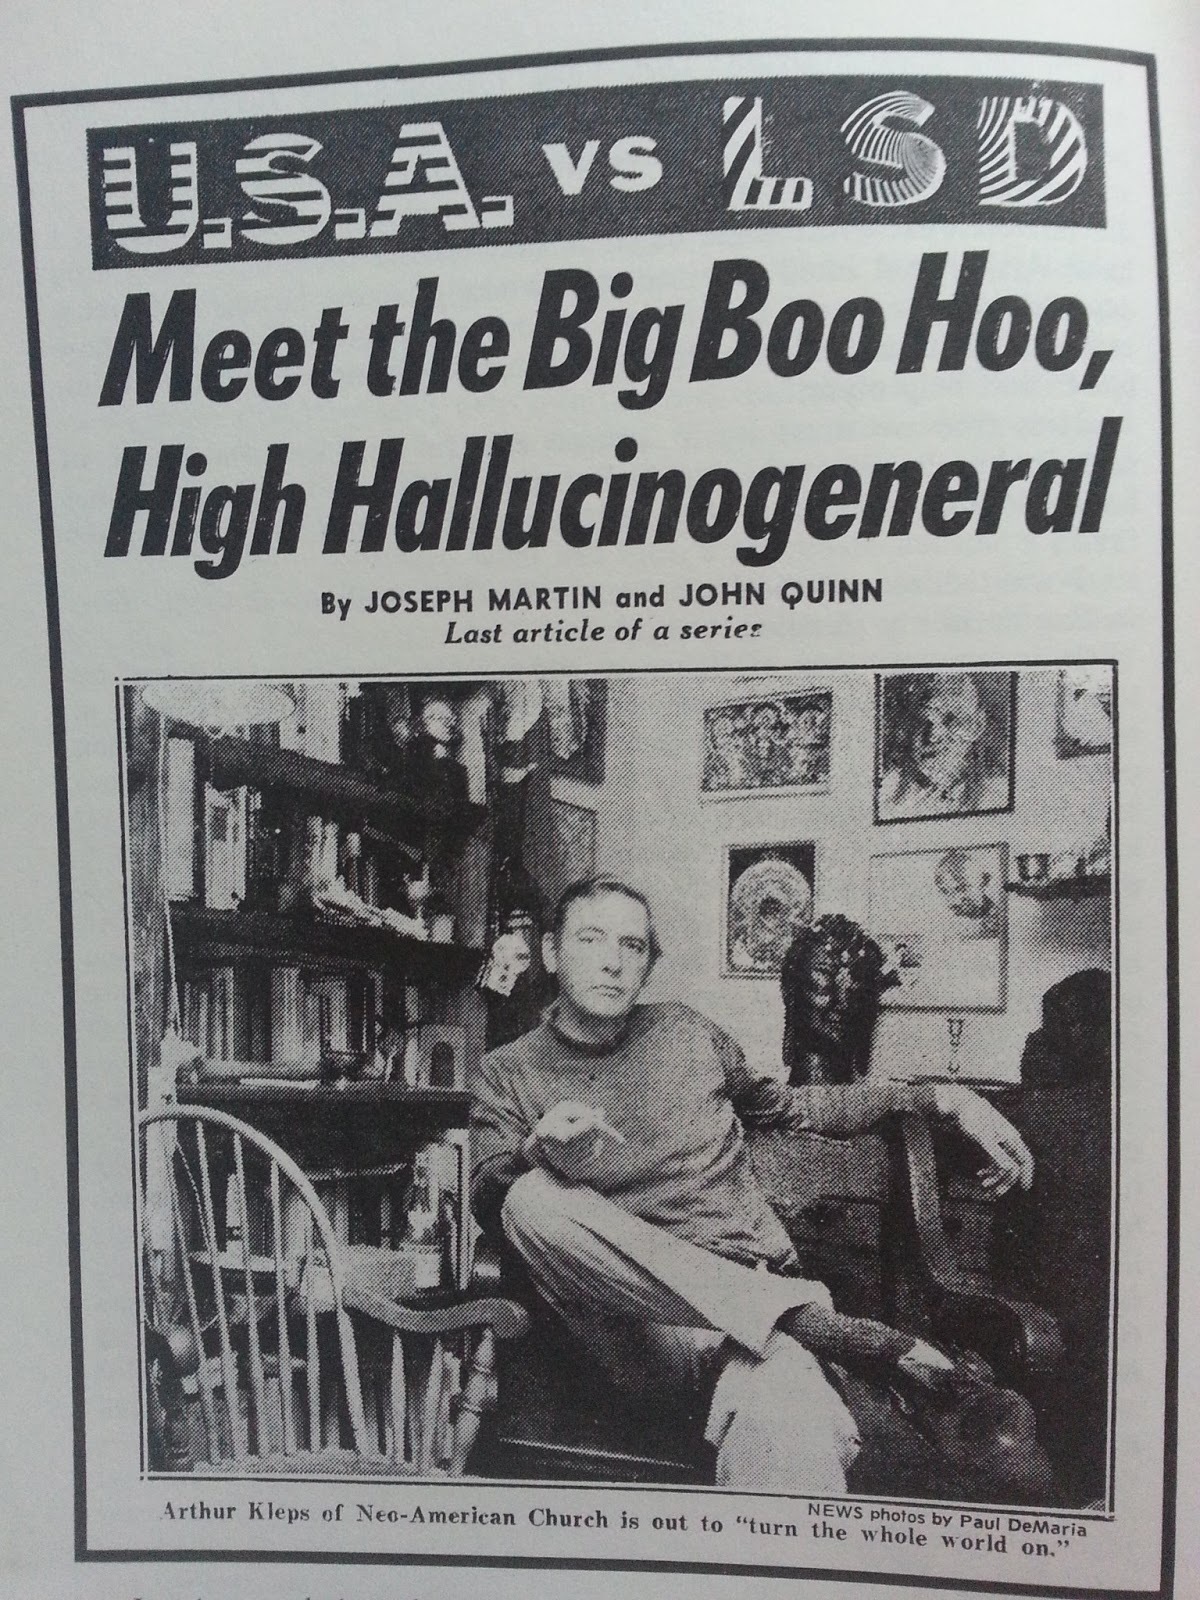 U.S.A. vs LSD
Meet the Big Boo Hoo,
High Hallucinogeneral
By JOSEPH MARTIN and JOHN QUINN
Last article of a series
NEWS photos by Paul DeMaria
Arthur Kleps of Neo-American Church is out to “turn the whole world on.”